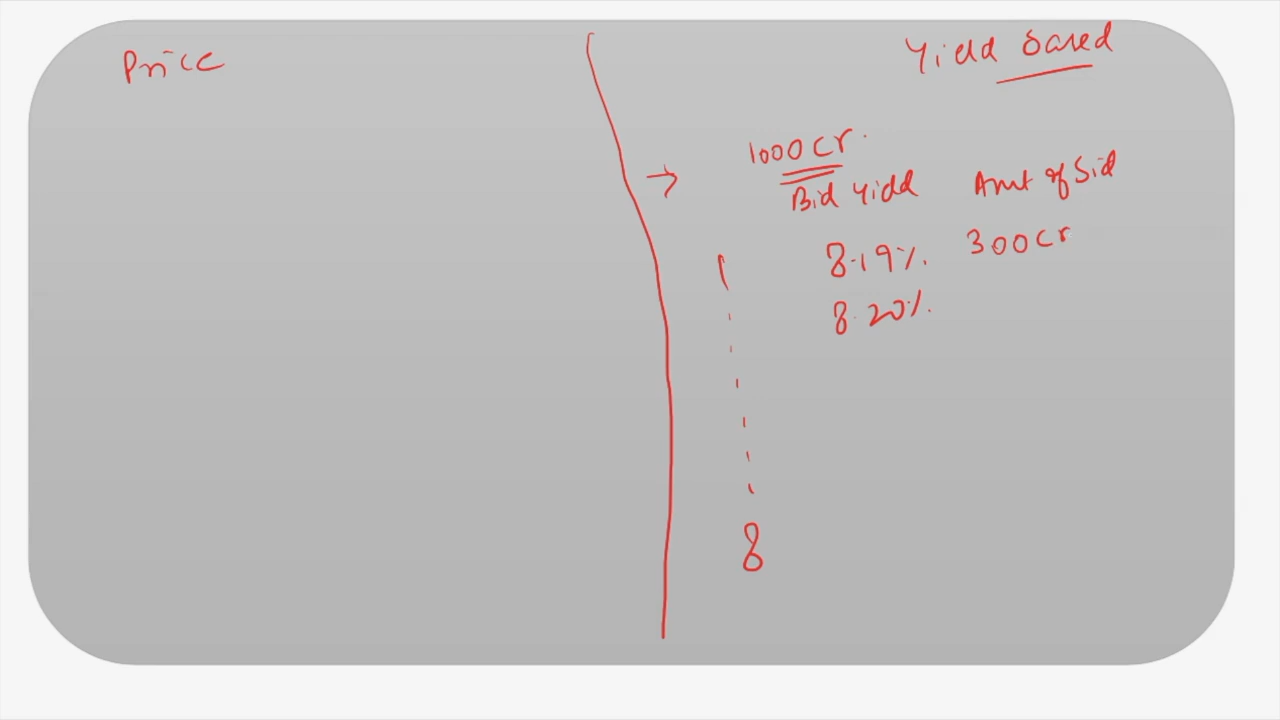 Price
Yield based
→ 1000 cr.
Bid Yield Amt of bid
8.19%. 300 cr
8.20%.
8